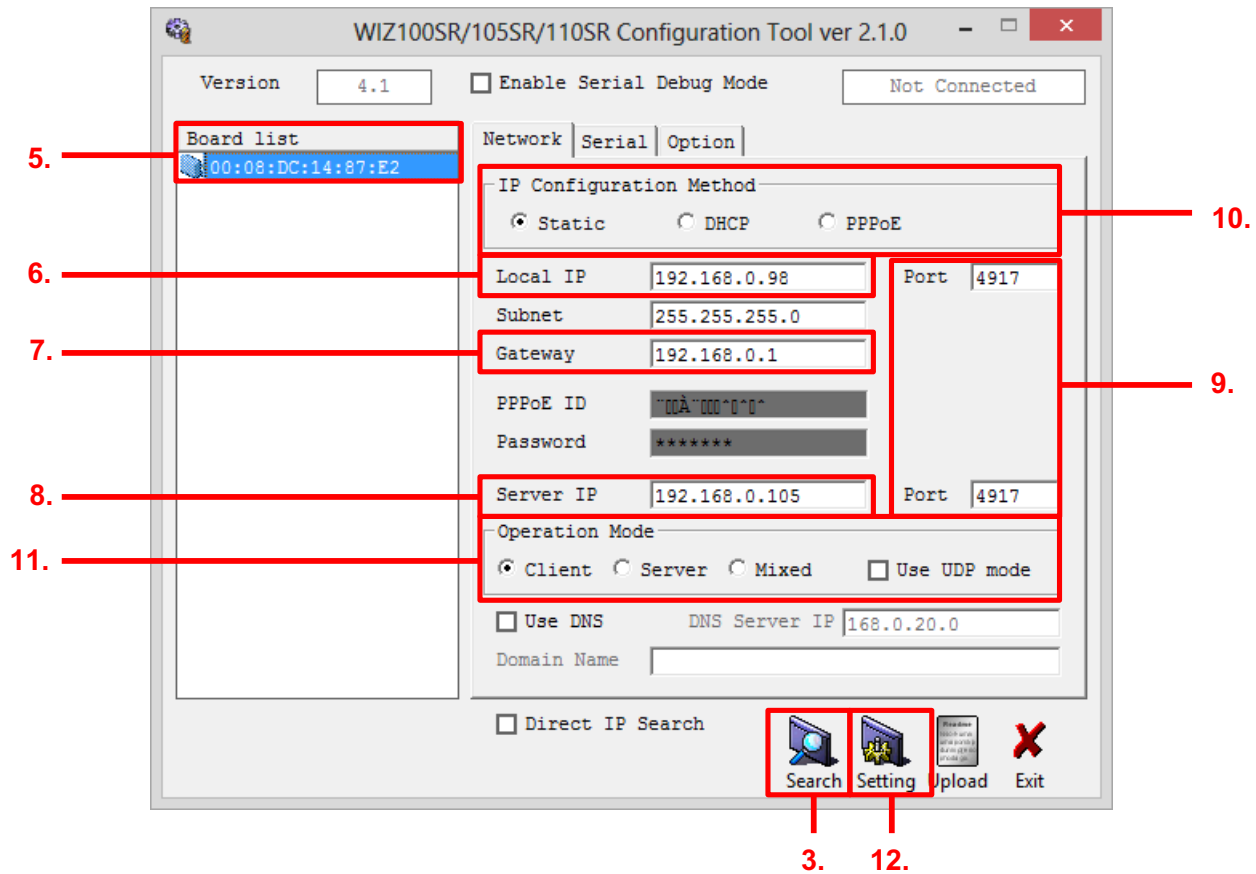 WIZ100SR/105SR/110SR Configuration Tool ver 2.1.0
Version 4.1 Enable Serial Debug Mode Not Connected
Board list Network Serial Option
5. 00:08:DC:14:87:E2
IP Configuration Method
Static DHCP PPPoE 10.
6. Local IP 192.168.0.98 Port 4917
Subnet 255.255.255.0
7. Gateway 192.168.0.1
9.
PPPoE ID
Password *******
8. Server IP 192.168.0.105 Port 4917
Operation Mode
11. Client Server Mixed Use UDP mode
Use DNS DNS Server IP 168.0.20.0
Domain Name
Direct IP Search
Search Setting Upload Exit
3. 12.